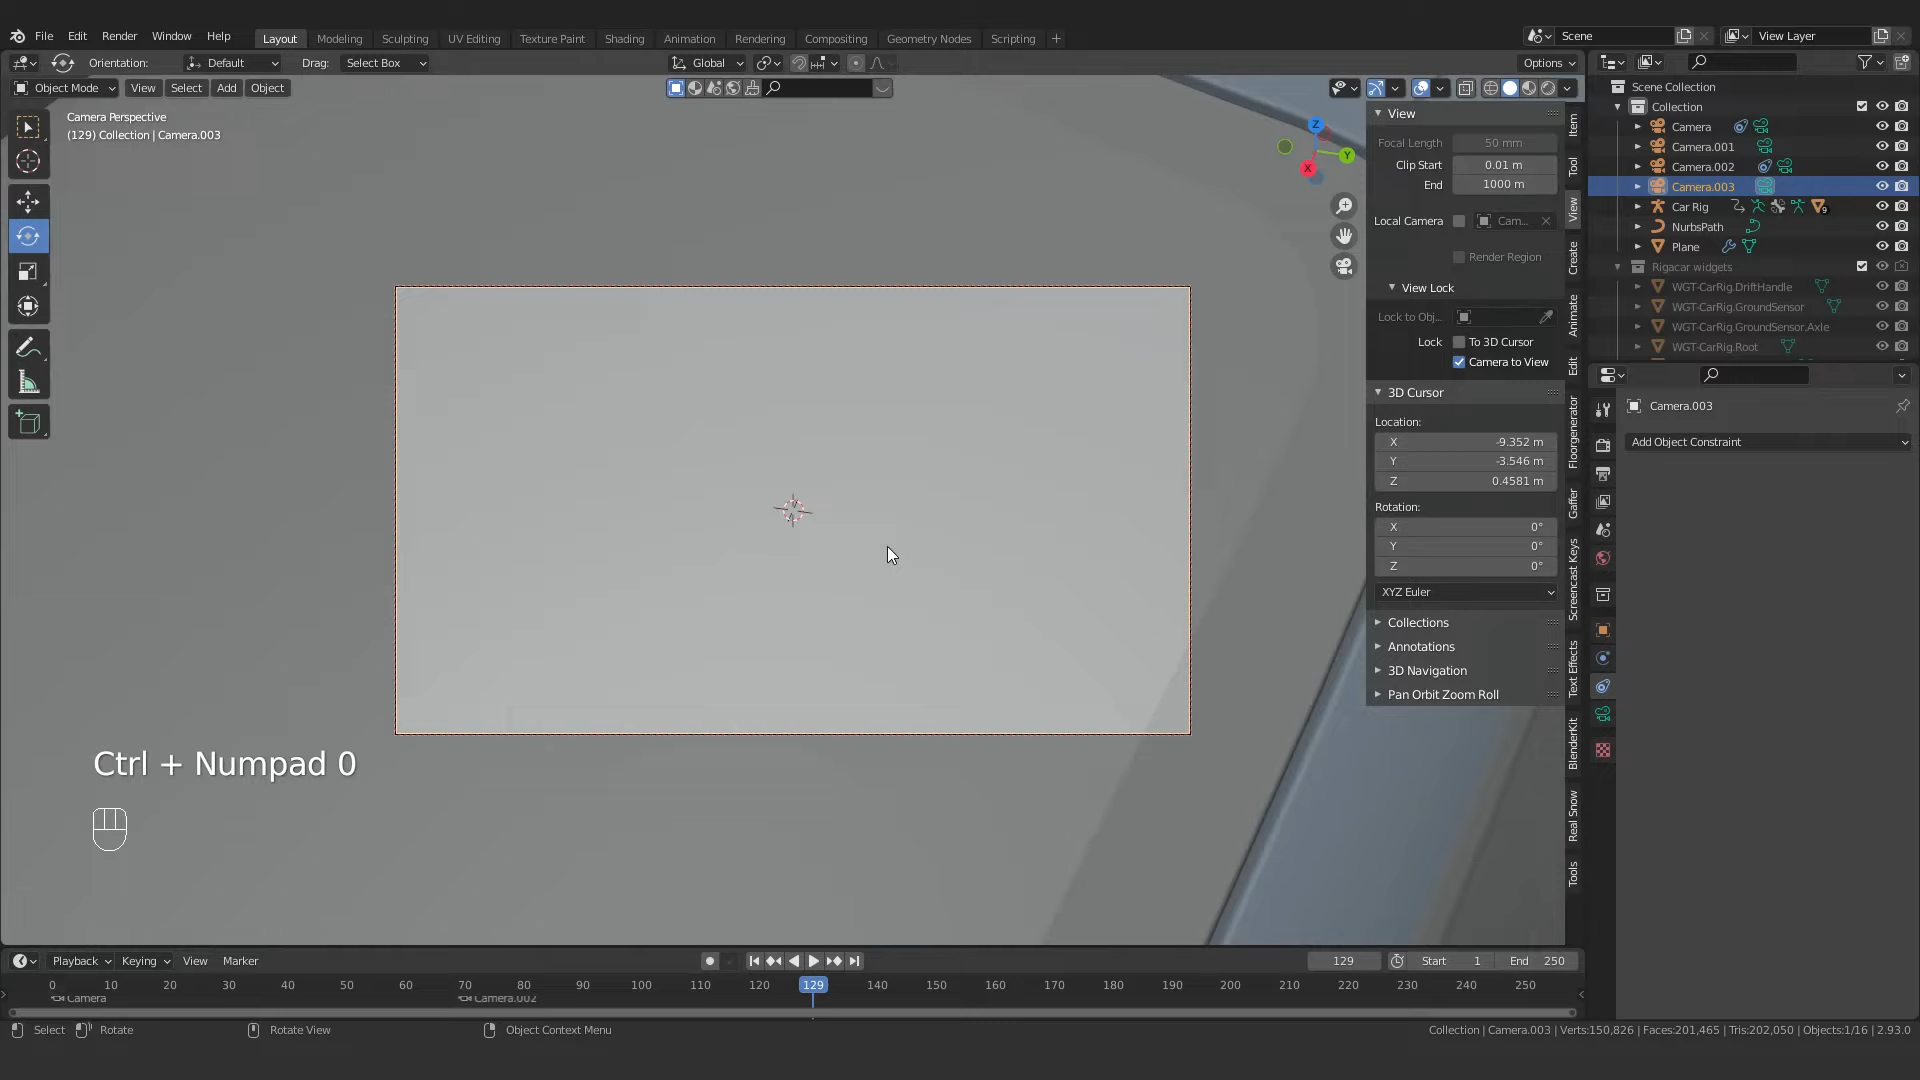 File Edit Render Window Help Layout Modeling Sculpting UV Editing Texture Paint Shading Animation Rendering Compositing Geometry Nodes Scripting + Scene View Layer
Orientation: Default Drag: Select Box Global Options
Object Mode View Select Add Object
Camera Perspective
(129) Collection | Camera.003
Z
Y
X
View
Focal Length 50 mm
Clip Start 0.01 m
End 1000 m
Local Camera Cam...
Render Region
View Lock
Lock to Obj...
Lock To 3D Cursor
Camera to View
3D Cursor
Location:
X -9.352 m
Y -3.546 m
Z 0.4581 m
Rotation:
X 0°
Y 0°
Z 0°
XYZ Euler
Collections
Annotations
3D Navigation
Pan Orbit Zoom Roll
Item
Tool
View
Create
Animate
Edit
Floorgenerator
Gaffer
Screencast Keys
Text Effects
BlenderKit
Real Snow
Tools
Scene Collection
Collection
Camera
Camera.001
Camera.002
Camera.003
Car Rig 9
NurbsPath
Plane
Rigacar widgets
WGT-CarRig.DriftHandle
WGT-CarRig.GroundSensor
WGT-CarRig.GroundSensor.Axle
WGT-CarRig.Root
Camera.003
Add Object Constraint
Ctrl + Numpad 0
Playback Keying View Marker 129 Start 1 End 250
0 10 20 30 40 50 60 70 80 90 100 110 120 129 140 150 160 170 180 190 200 210 220 230 240 250
Camera Camera.002
Select Rotate Rotate View Object Context Menu Collection | Camera.003 | Verts:150,826 | Faces:201,465 | Tris:202,050 | Objects:1/16 | 2.93.0